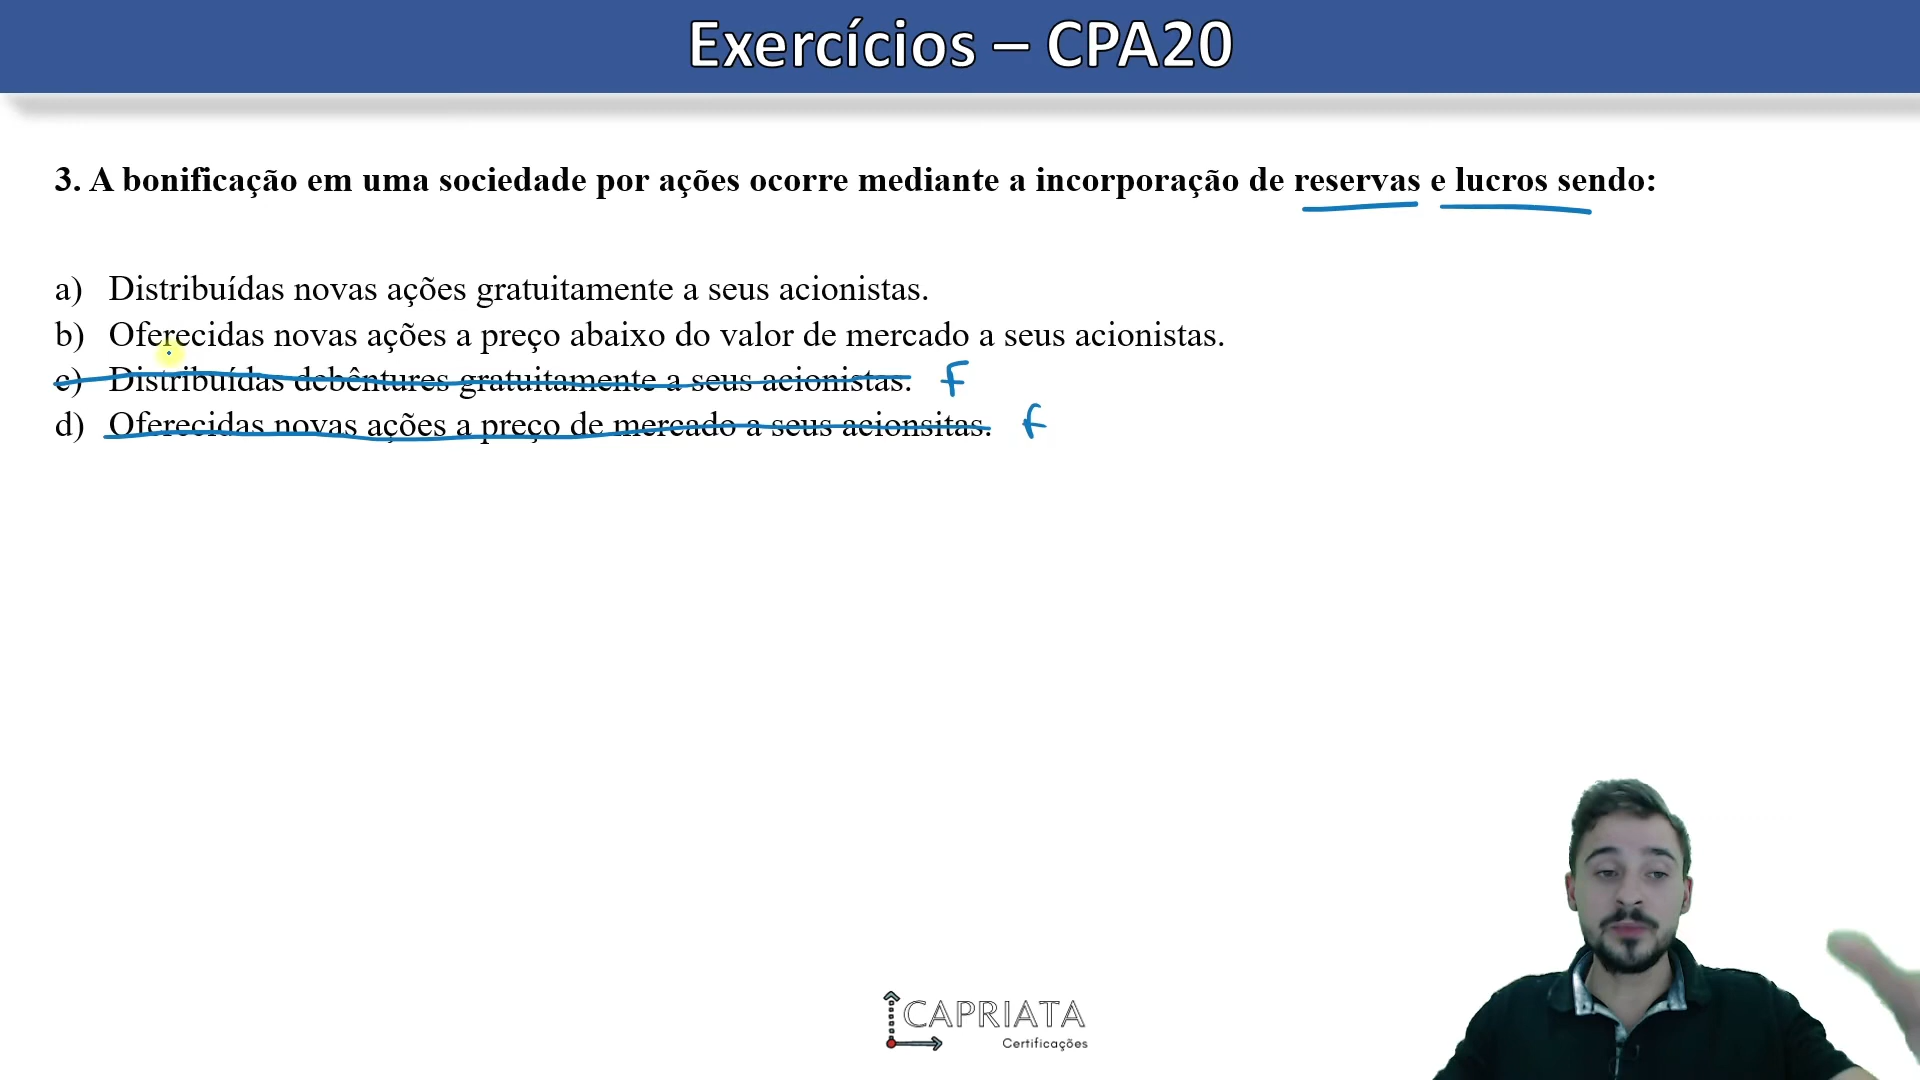 Exercícios – CPA20
3. A bonificação em uma sociedade por ações ocorre mediante a incorporação de reservas e lucros sendo:
a) Distribuídas novas ações gratuitamente a seus acionistas.
b) Oferecidas novas ações a preço abaixo do valor de mercado a seus acionistas.
c) Distribuídas debêntures gratuitamente a seus acionistas. F
d) Oferecidas novas ações a preço de mercado a seus acionsitas. F
CAPRIATA
Certificações